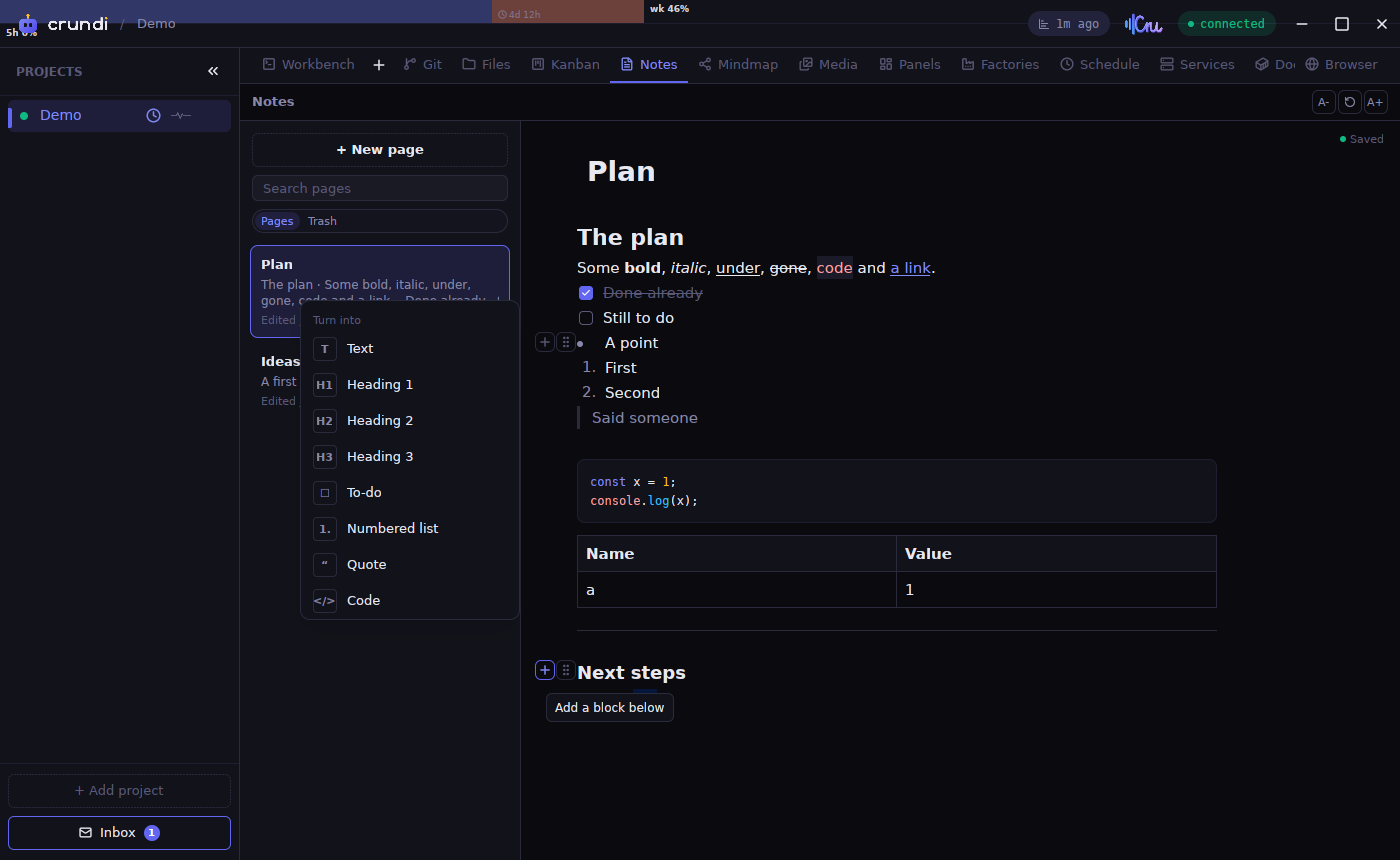 4d 12h
wk 46%
5h 6%
crundi / Demo
1m ago
connected
PROJECTS
Workbench
Git
Files
Kanban
Notes
Mindmap
Media
Panels
Factories
Schedule
Services
Browser
Demo
Notes
A-
A+
+ New page
Saved
Search pages
Plan
Pages
Trash
The plan
Plan
The plan · Some bold, italic, under,
gone, code and a link.
Edited
Some bold, italic, under, gone, code and a link.
Done already
Still to do
A point
1. First
2. Second
Said someone
Ideas
A first
Edited
Turn into
T Text
H1 Heading 1
H2 Heading 2
H3 Heading 3
To-do
1. Numbered list
“ Quote
</> Code
const x = 1;
console.log(x);
Name Value
a 1
Next steps
Add a block below
+ Add project
Inbox 1